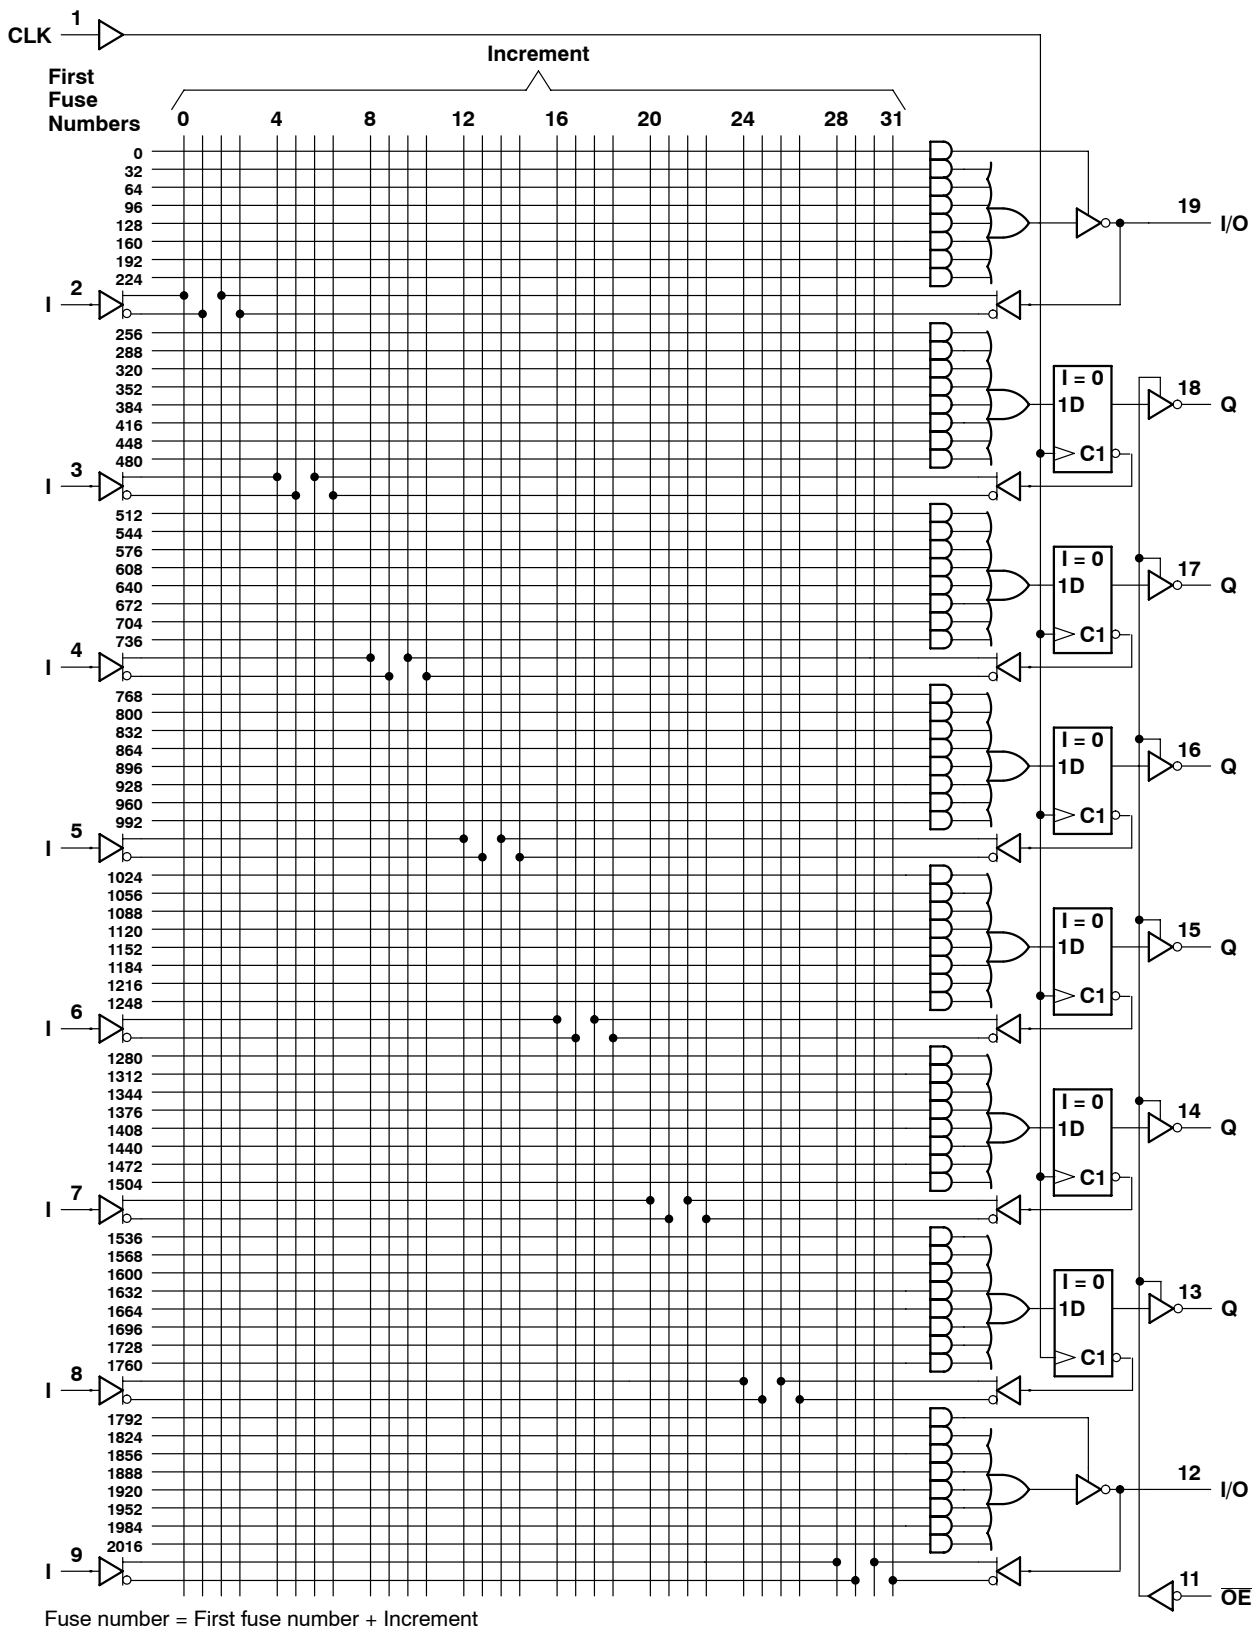 1
CLK
Increment
First
Fuse
Numbers
0 4 8 12 16 20 24 28 31
0
32
64
96
128
160
192
224
19
I/O
2
I
256
288
320
352
384
416
448
480
I = 0
1D
C1
18
Q
3
I
512
544
576
608
640
672
704
736
I = 0
1D
C1
17
Q
4
I
768
800
832
864
896
928
960
992
I = 0
1D
C1
16
Q
5
I
1024
1056
1088
1120
1152
1184
1216
1248
I = 0
1D
C1
15
Q
6
I
1280
1312
1344
1376
1408
1440
1472
1504
I = 0
1D
C1
14
Q
7
I
1536
1568
1600
1632
1664
1696
1728
1760
I = 0
1D
C1
13
Q
8
I
1792
1824
1856
1888
1920
1952
1984
2016
12
I/O
9
I
11
OE
Fuse number = First fuse number + Increment